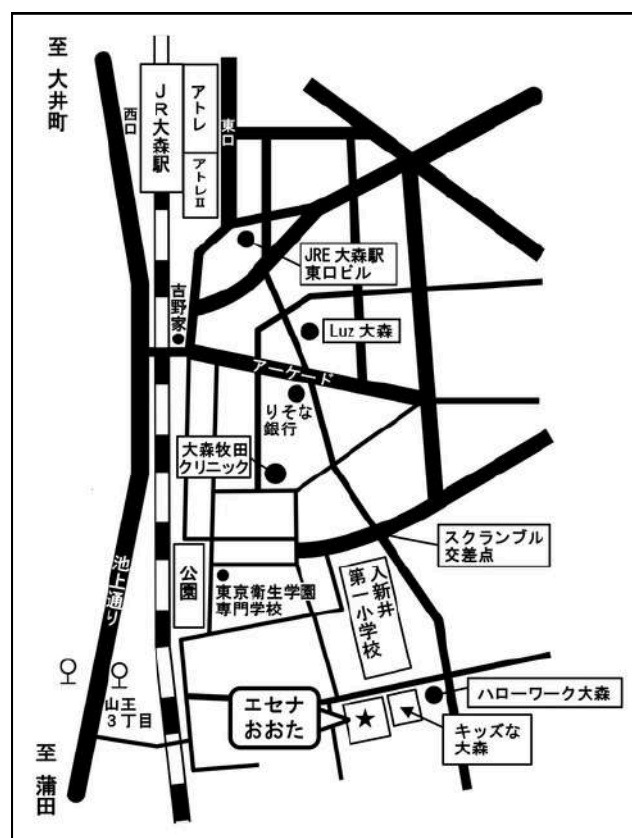 至 大井町
西口
JR大森駅
アトレ
アトレⅡ
東口
JRE 大森駅
東口ビル
吉野家
Luz 大森
アーケード
りそな
銀行
大森牧田
クリニック
スクランブル
交差点
池上通り
公園
東京衛生学園
専門学校
入新井
第一小学校
山王
3丁目
エセナ
おおた
ハローワーク大森
キッズな
大森
至 蒲田